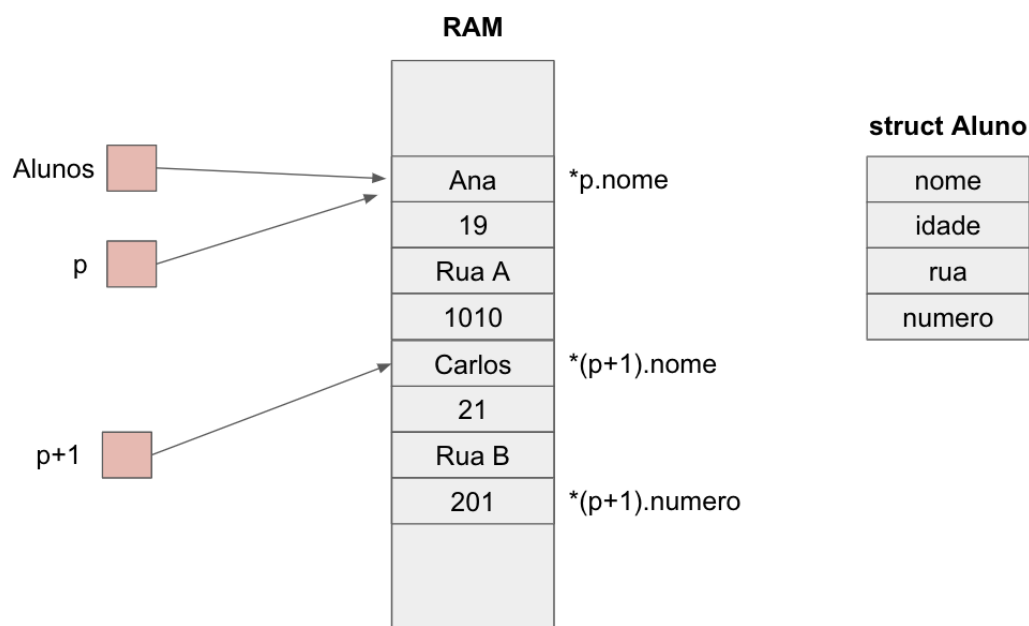 RAM
struct Aluno
Alunos
Ana
*p.nome
nome
19
idade
p
Rua A
rua
1010
numero
Carlos
*(p+1).nome
21
p+1
Rua B
201
*(p+1).numero